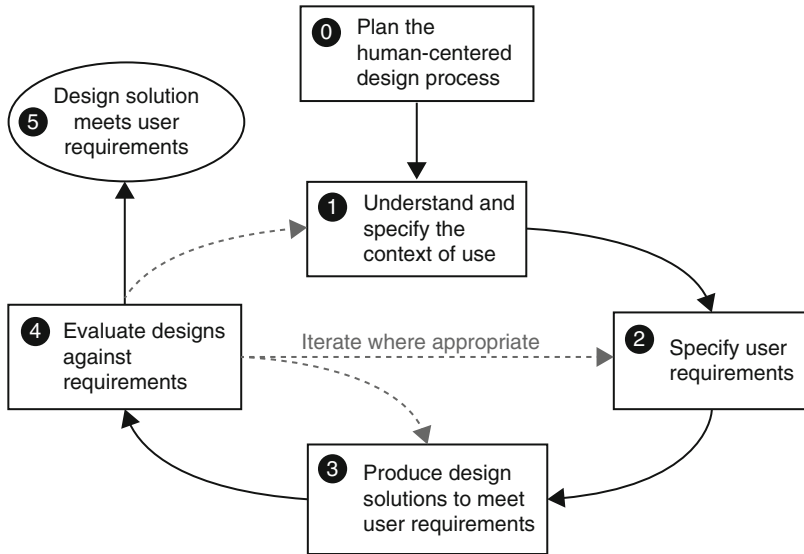 0 Plan the
human-centered
design process
5 Design solution
meets user
requirements
1 Understand and
specify the
context of use
4 Evaluate designs
against
requirements
Iterate where appropriate
2 Specify user
requirements
3 Produce design
solutions to meet
user requirements